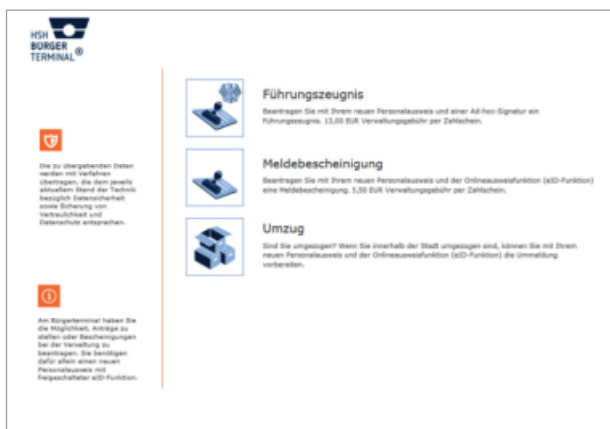 HSH
BÜRGER
TERMINAL®
Führungszeugnis
Beantragen Sie mit Ihrem neuen Personalausweis und einer Ad-hoc-Signatur ein
Führungszeugnis. 13,00 EUR Verwaltungsgebühr per Zahlschein.
Meldebescheinigung
Beantragen Sie mit Ihrem neuen Personalausweis und der Onlineausweisfunktion (eID-Funktion)
eine Meldebescheinigung. 5,50 EUR Verwaltungsgebühr per Zahlschein.
Umzug
Sind Sie umgezogen? Wenn Sie innerhalb der Stadt umgezogen sind, können Sie mit Ihrem
neuen Personalausweis und der Onlineausweisfunktion (eID-Funktion) die Ummeldung
vorbereiten.
Die zu übergebenden Daten
werden mit Verfahren
übertragen, die dem jeweils
aktuellem Stand der Technik
bezüglich Datensicherheit
sowie Sicherung von
Vertraulichkeit und
Datenschutz entsprechen.
Am Bürgerterminal haben Sie
die Möglichkeit, Anträge zu
stellen oder Bescheinigungen
bei der Verwaltung zu
beantragen. Sie benötigen
dafür allein einen neuen
Personalausweis mit
freigeschalteter eID-Funktion.